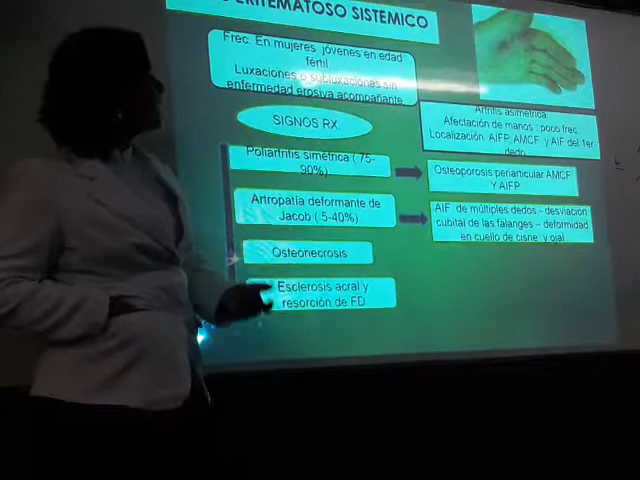 ERITEMATOSO SISTEMICO
Frec. En mujeres jóvenes en edad
fértil.
Luxaciones o subluxaciones sin
enfermedad erosiva acompañante
SIGNOS RX.
Artritis asimetrica:
Afectación de manos : poco frec.
Localización: AIFP, AMCF y AIF del 1er
dedo
Poliartritis simétrica ( 75-
90%)
Osteoporosis periarticular AMCF
Y AIFP
Artropatía deformante de
Jacob ( 5-40%)
AIF de múltiples dedos - desviación
cubital de las falanges – deformidad
en cuello de cisne y ojal
Osteonecrosis
Esclerosis acral y
resorción de FD